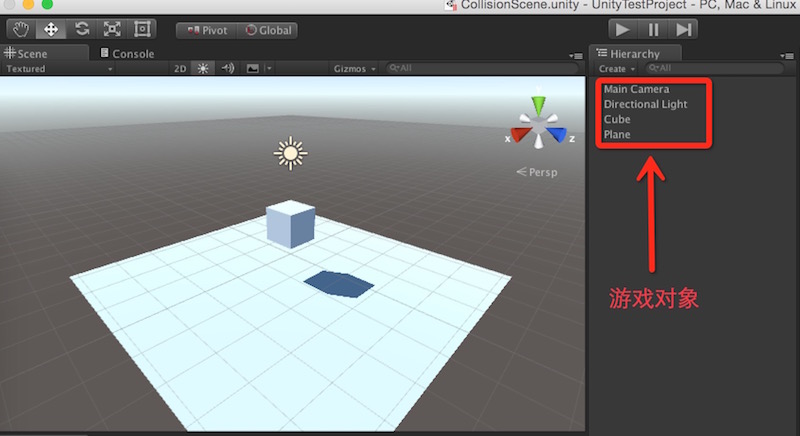 CollisionScene.unity - UnityTestProject - PC, Mac & Linux
Pivot Global
Scene Console
Textured 2D Gizmos All
Hierarchy
Create All
Main Camera
Directional Light
Cube
Plane
y
x z
Persp
游戏对象